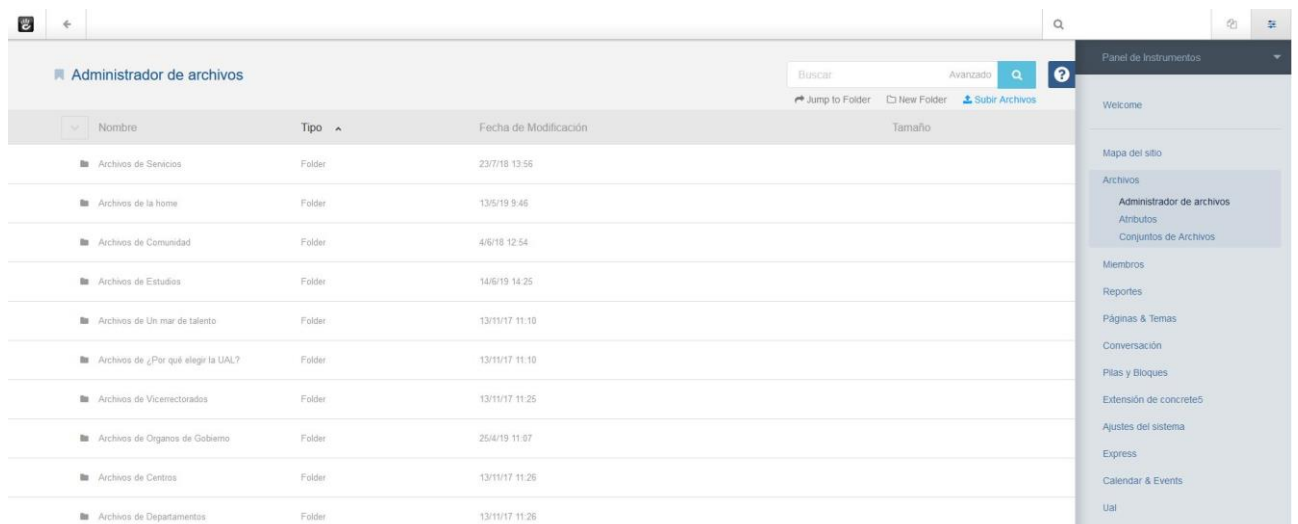 Panel de Instrumentos
Administrador de archivos
Buscar Avanzado
Jump to Folder New Folder Subir Archivos
Welcome
Nombre Tipo Fecha de Modificación Tamaño
Archivos de Servicios Folder 23/7/18 13:56
Archivos de la home Folder 13/5/19 9:46
Archivos de Comunidad Folder 4/6/18 12:54
Archivos de Estudios Folder 14/6/19 14:25
Archivos de Un mar de talento Folder 13/11/17 11:10
Archivos de ¿Por qué elegir la UAL? Folder 13/11/17 11:10
Archivos de Vicerrectorados Folder 13/11/17 11:25
Archivos de Organos de Gobierno Folder 25/4/19 11:07
Archivos de Centros Folder 13/11/17 11:26
Archivos de Departamentos Folder 13/11/17 11:26
Mapa del sitio
Archivos
Administrador de archivos
Atributos
Conjuntos de Archivos
Miembros
Reportes
Páginas & Temas
Conversación
Pilas y Bloques
Extensión de concrete5
Ajustes del sistema
Express
Calendar & Events
Ual